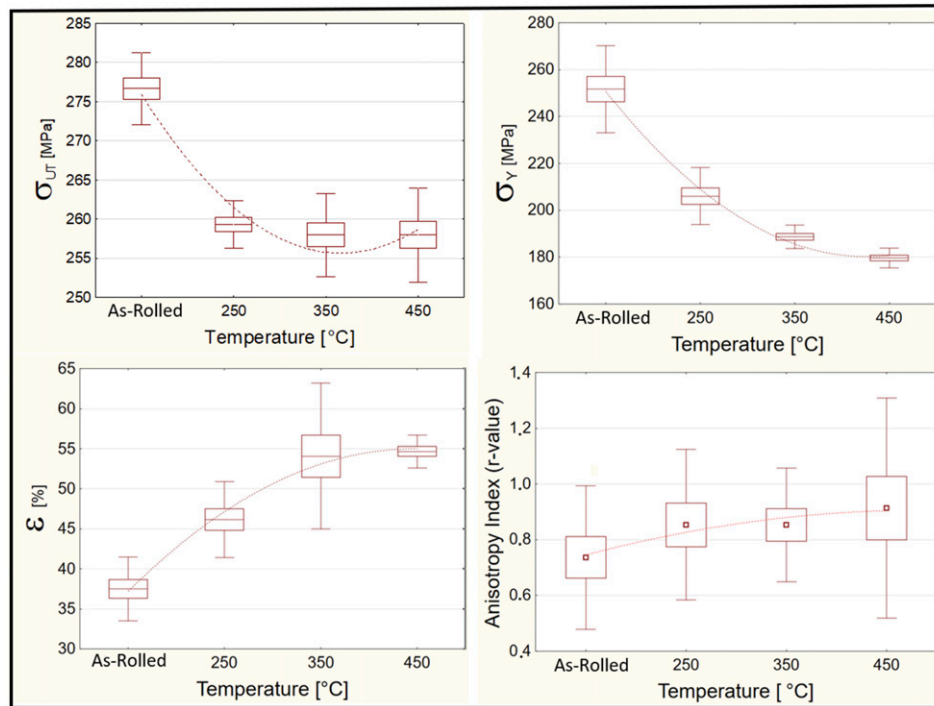 285
280
275
270
265
260
255
250
σUT [MPa]
As-Rolled 250 350 450
Temperature [°C]
260
240
220
200
180
160
280
σY [MPa]
As-Rolled 250 350 450
Temperature [°C]
65
60
55
50
45
40
35
30
ε [%]
As-Rolled 250 350 450
Temperature [°C]
1.4
1.2
1.0
0.8
0.6
0.4
Anisotropy Index (r-value)
As-Rolled 250 350 450
Temperature [°C]